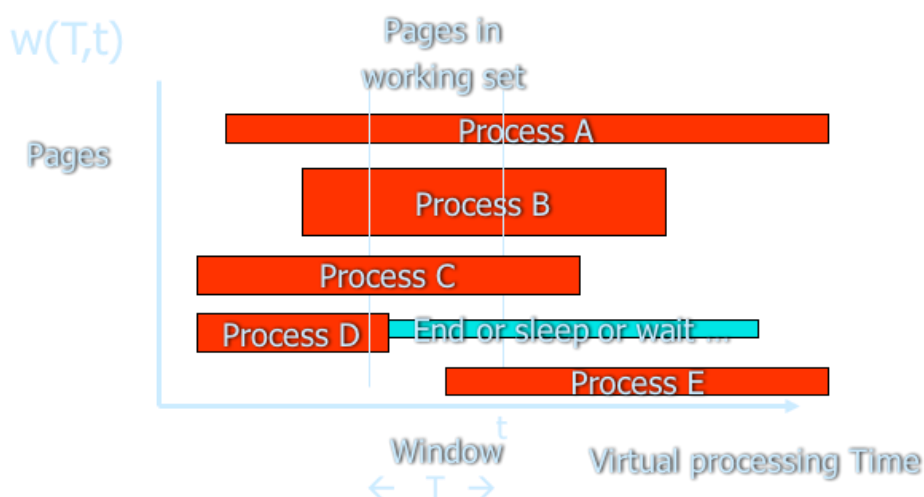 w(T,t)
Pages in
working set
Pages
Process A
Process B
Process C
Process D
End or sleep or wait ...
Process E
t
Window
Virtual processing Time
T